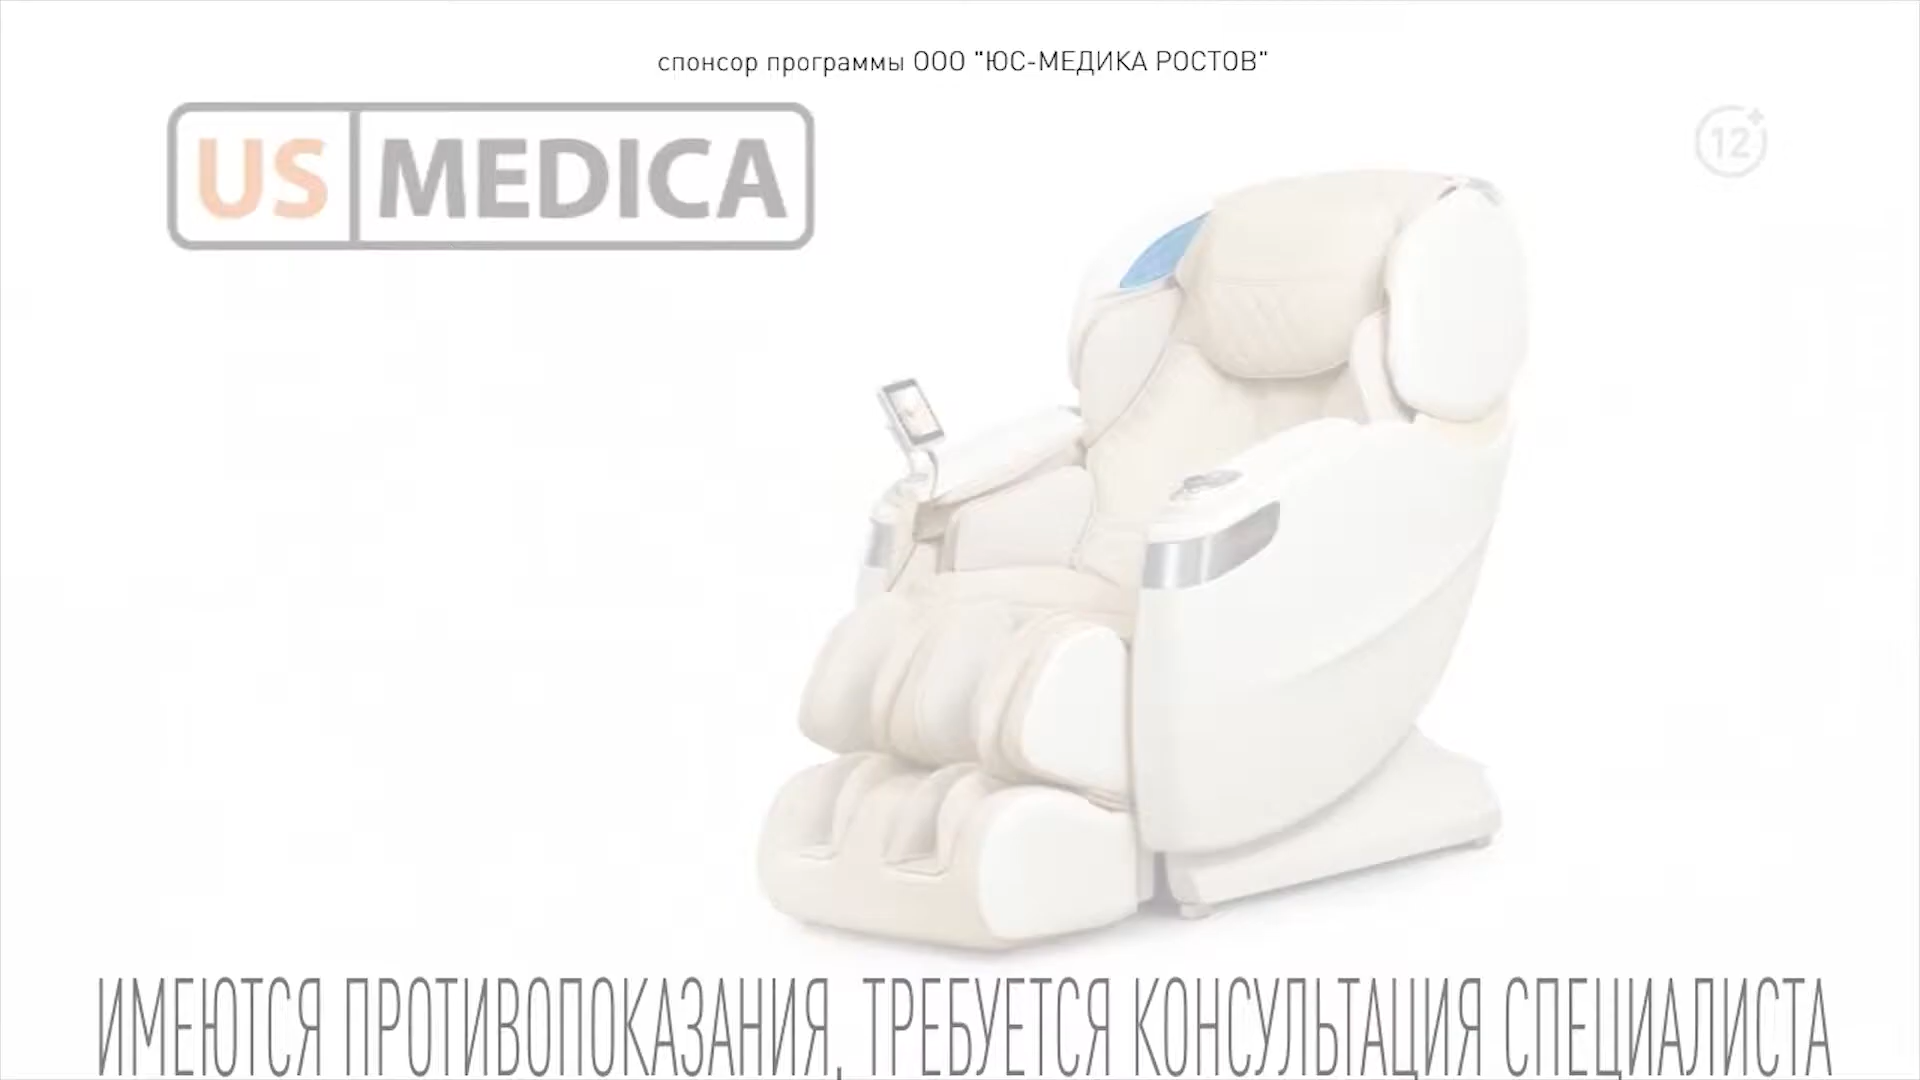 спонсор программы ООО "ЮС-МЕДИКА РОСТОВ"
US MEDICA
12+
ИМЕЮТСЯ ПРОТИВОПОКАЗАНИЯ, ТРЕБУЕТСЯ КОНСУЛЬТАЦИЯ СПЕЦИАЛИСТА